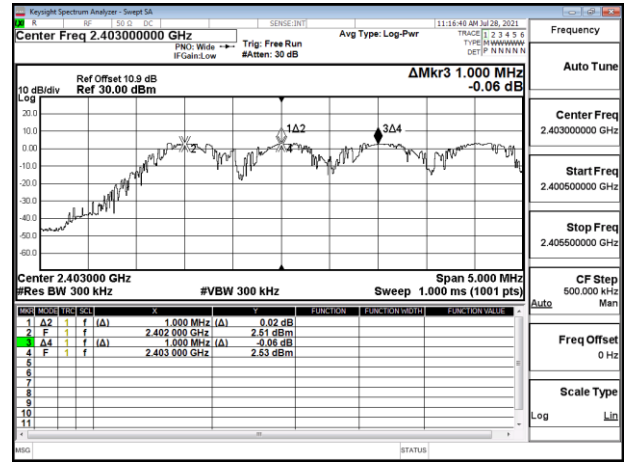 Keysight Spectrum Analyzer - Swept SA
R RF 50 Ω DC SENSE:INT 11:16:40 AM Jul 28, 2021
Center Freq 2.403000000 GHz
PNO: Wide
IFGain:Low
Trig: Free Run
#Atten: 30 dB
Avg Type: Log-Pwr
TRACE 1 2 3 4 5 6
TYPE M WWWWW
DET P N N N N N
Frequency
Auto Tune
Ref Offset 10.9 dB
10 dB/div Ref 30.00 dBm
ΔMkr3 1.000 MHz
-0.06 dB
Log
20.0
10.0
0.00
-10.0
-20.0
-30.0
-40.0
-50.0
-60.0
2
1Δ2
4
3Δ4
Center Freq
2.403000000 GHz
Start Freq
2.400500000 GHz
Stop Freq
2.405500000 GHz
Center 2.403000 GHz Span 5.000 MHz
#Res BW 300 kHz #VBW 300 kHz Sweep 1.000 ms (1001 pts)
CF Step
500.000 kHz
Auto Man
MKR MODE TRC SCL X Y FUNCTION FUNCTION WIDTH FUNCTION VALUE
1 Δ2 1 f (Δ) 1.000 MHz (Δ) 0.02 dB
2 F 1 f 2.402 000 GHz 2.51 dBm
3 Δ4 1 f (Δ) 1.000 MHz (Δ) -0.06 dB
4 F 1 f 2.403 000 GHz 2.53 dBm
5
6
7
8
9
10
11
Freq Offset
0 Hz
Scale Type
Log Lin
MSG STATUS